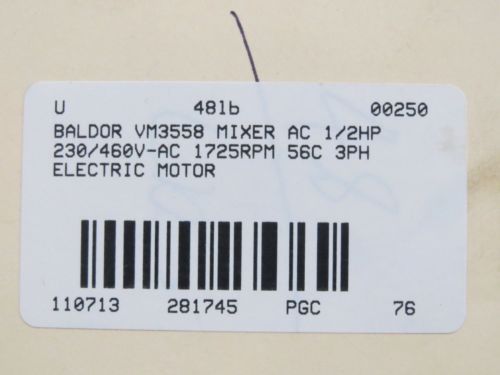 U 48lb 00250
BALDOR VM3558 MIXER AC 1/2HP
230/460V-AC 1725RPM 56C 3PH
ELECTRIC MOTOR
110713 281745 PGC 76